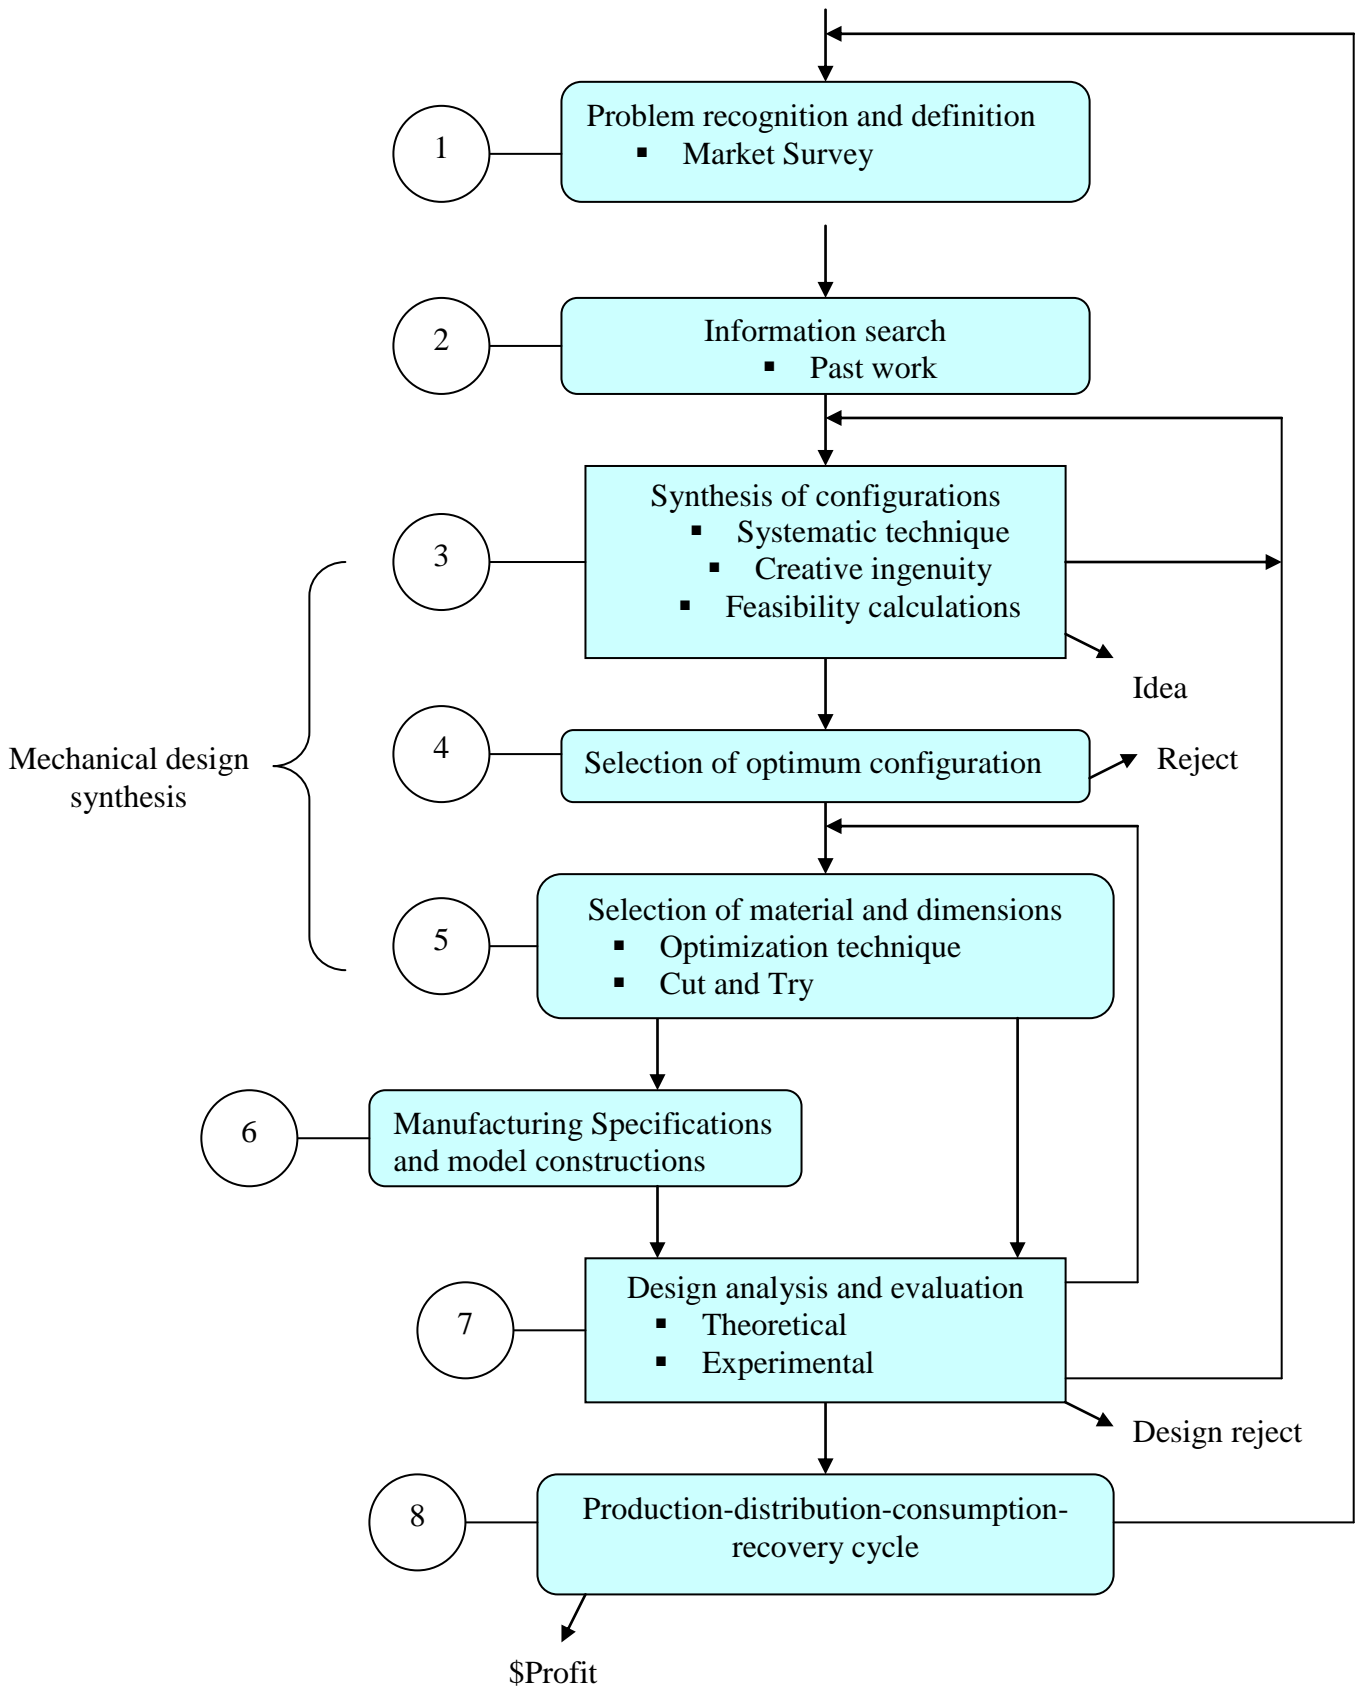 1
Problem recognition and definition
▪ Market Survey
2
Information search
▪ Past work
3
Synthesis of configurations
▪ Systematic technique
▪ Creative ingenuity
▪ Feasibility calculations
Idea
Mechanical design
synthesis
4
Selection of optimum configuration
Reject
5
Selection of material and dimensions
▪ Optimization technique
▪ Cut and Try
6
Manufacturing Specifications
and model constructions
7
Design analysis and evaluation
▪ Theoretical
▪ Experimental
Design reject
8
Production-distribution-consumption-
recovery cycle
$Profit